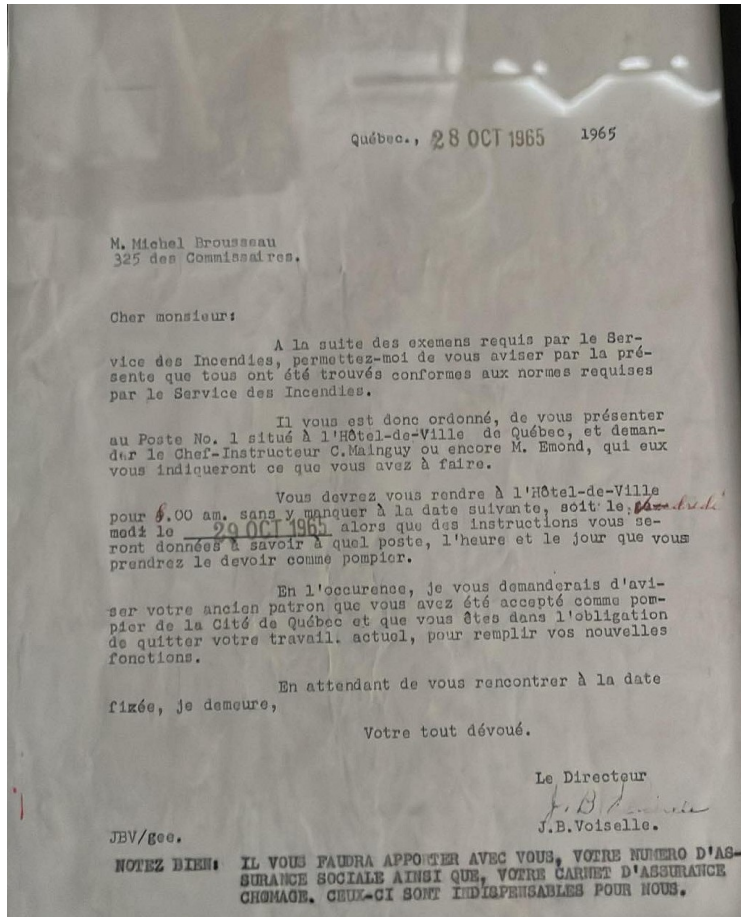 Québec., 28 OCT 1965 1965
M. Michel Brousseau
325 des Commissaires.
Cher monsieur:
A la suite des exemens requis par le Ser-
vice des Incendies, permettez-moi de vous aviser par la pré-
sente que tous ont été trouvés conformes aux normes requises
par le Service des Incendies.
Il vous est donc ordonné, de vous présenter
au Poste No. 1 situé à l'Hôtel-de-Ville de Québec, et deman-
der le Chef-Instructeur C.Mainguy ou encore M. Emond, qui eux
vous indiqueront ce que vous avez à faire.
Vous devrez vous rendre à l'Hôtel-de-Ville
pour .00 am. sans y manquer à la date suivante, soit le
medi le 29 OCT 1965 alors que des instructions vous se-
ront données à savoir à quel poste, l'heure et le jour que vous
prendrez le devoir comme pompier.
En l'occurence, je vous demanderais d'avi-
ser votre ancien patron que vous avez été accepté comme pom-
pier de la Cité de Québec et que vous êtes dans l'obligation
de quitter votre travail. actuel, pour remplir vos nouvelles
fonctions.
En attendant de vous rencontrer à la date
fixée, je demeure,
Votre tout dévoué.
Le Directeur
J.B.Voiselle.
JBV/gee.
NOTEZ BIEN: IL VOUS FAUDRA APPORTER AVEC VOUS, VOTRE NUMERO D'AS-
SURANCE SOCIALE AINSI QUE, VOTRE CARNET D'ASSURANCE
CHOMAGE. CEUX-CI SONT INDISPENSABLES POUR NOUS.